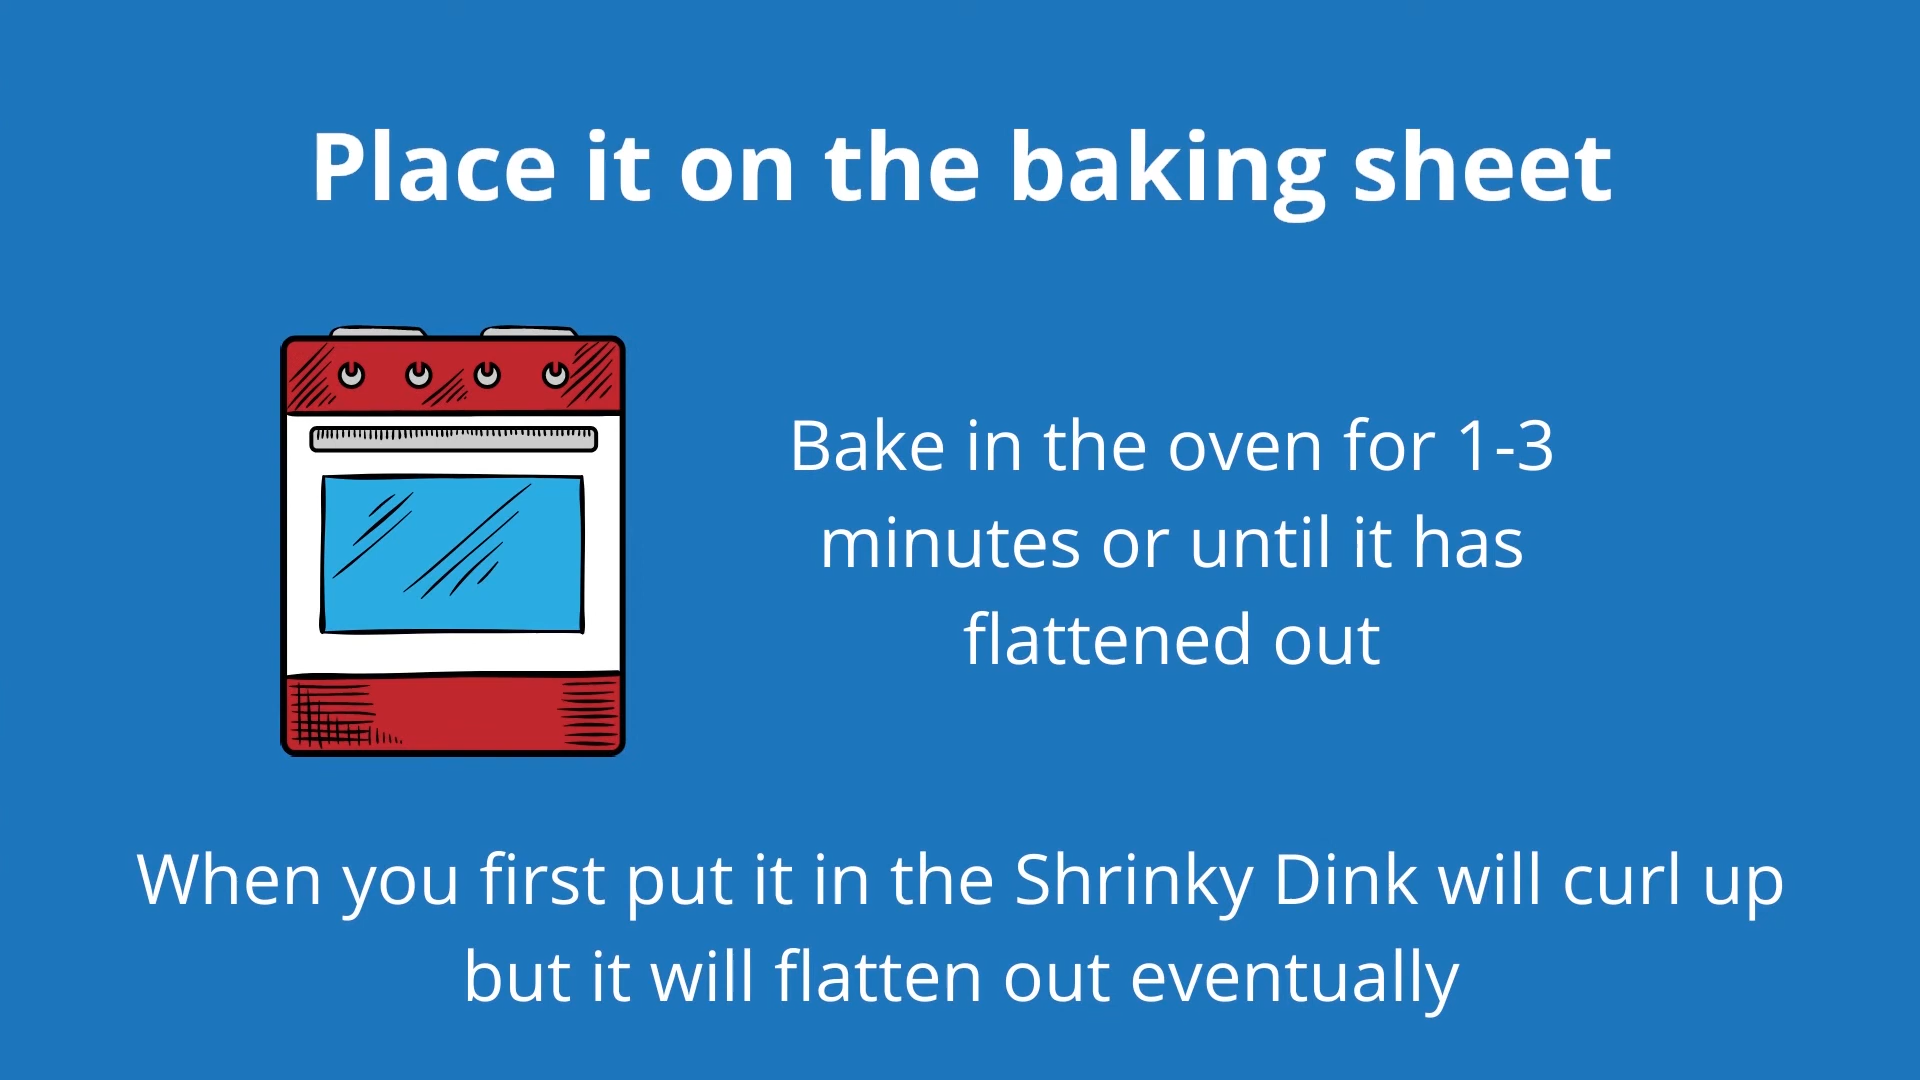 Place it on the baking sheet
Bake in the oven for 1-3
minutes or until it has
flattened out
When you first put it in the Shrinky Dink will curl up
but it will flatten out eventually